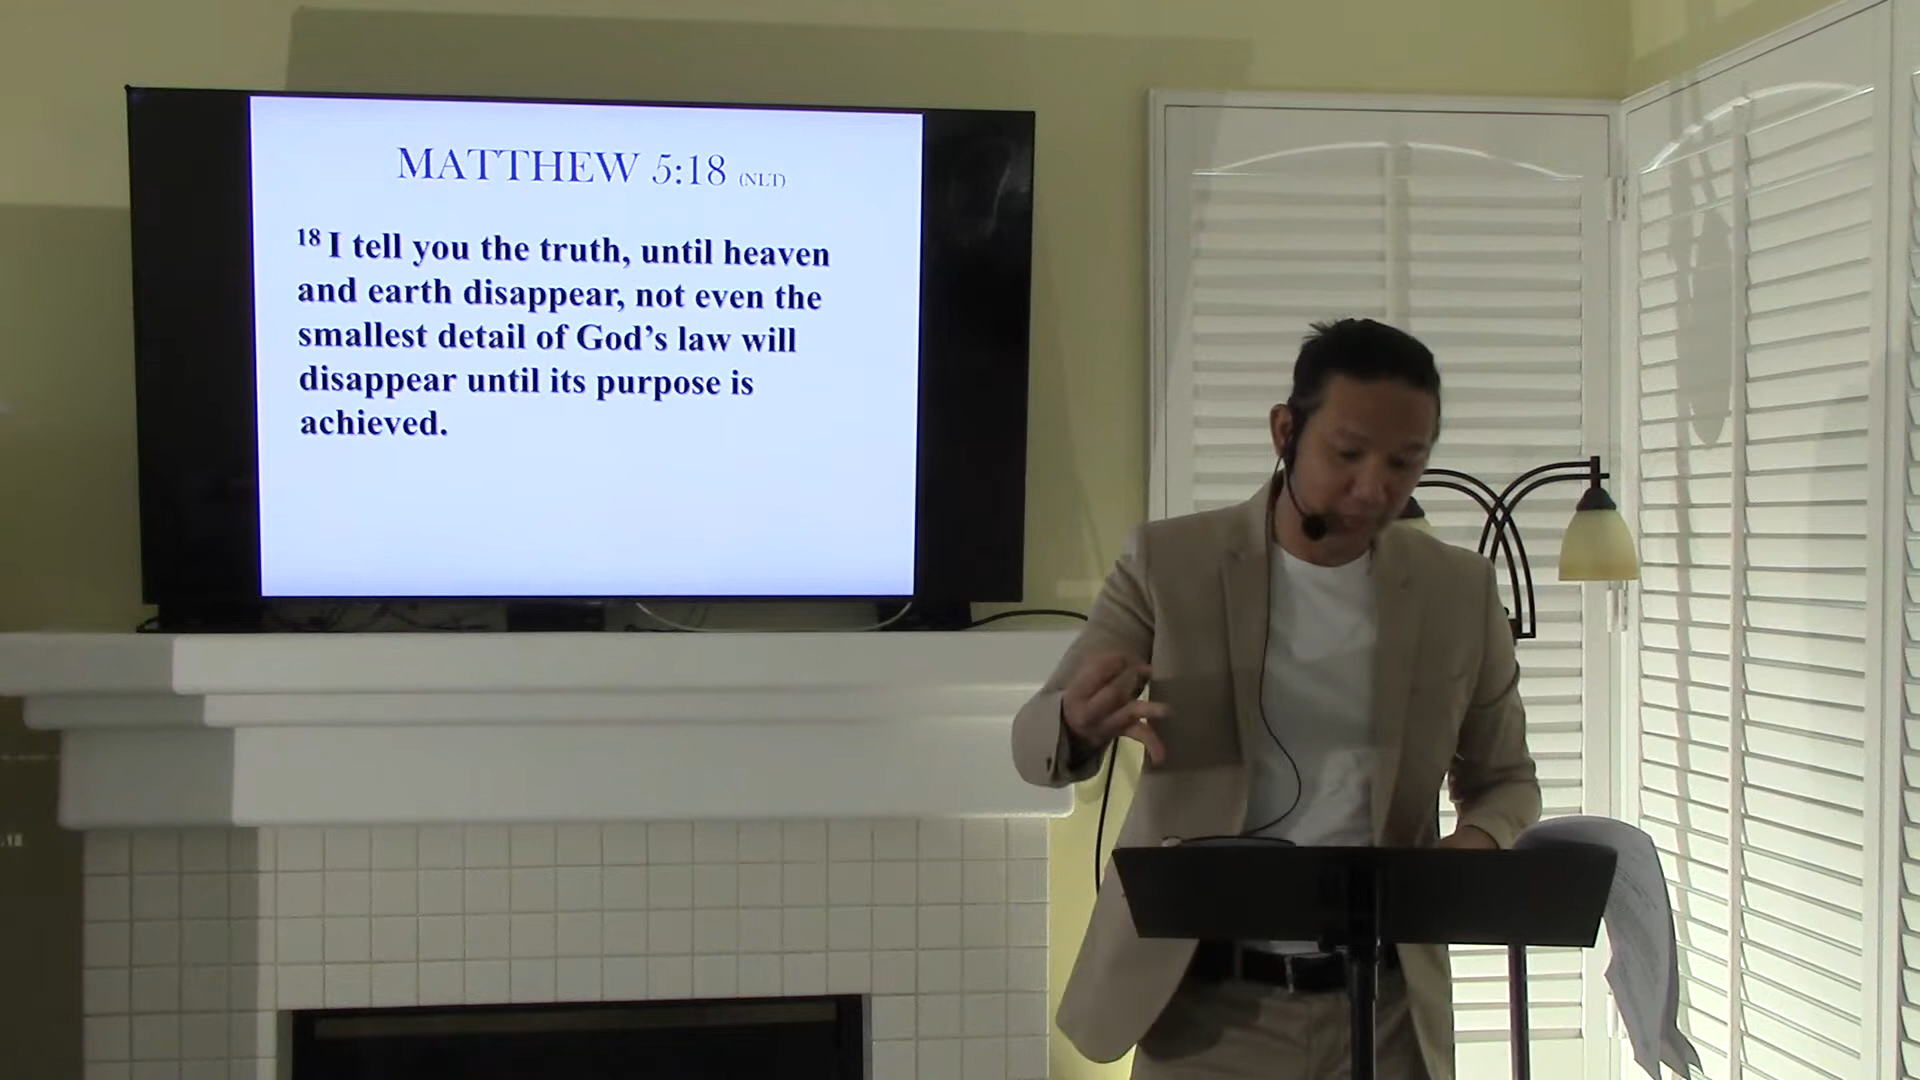 MATTHEW 5:18 (NLT)
18 I tell you the truth, until heaven
and earth disappear, not even the
smallest detail of God’s law will
disappear until its purpose is
achieved.